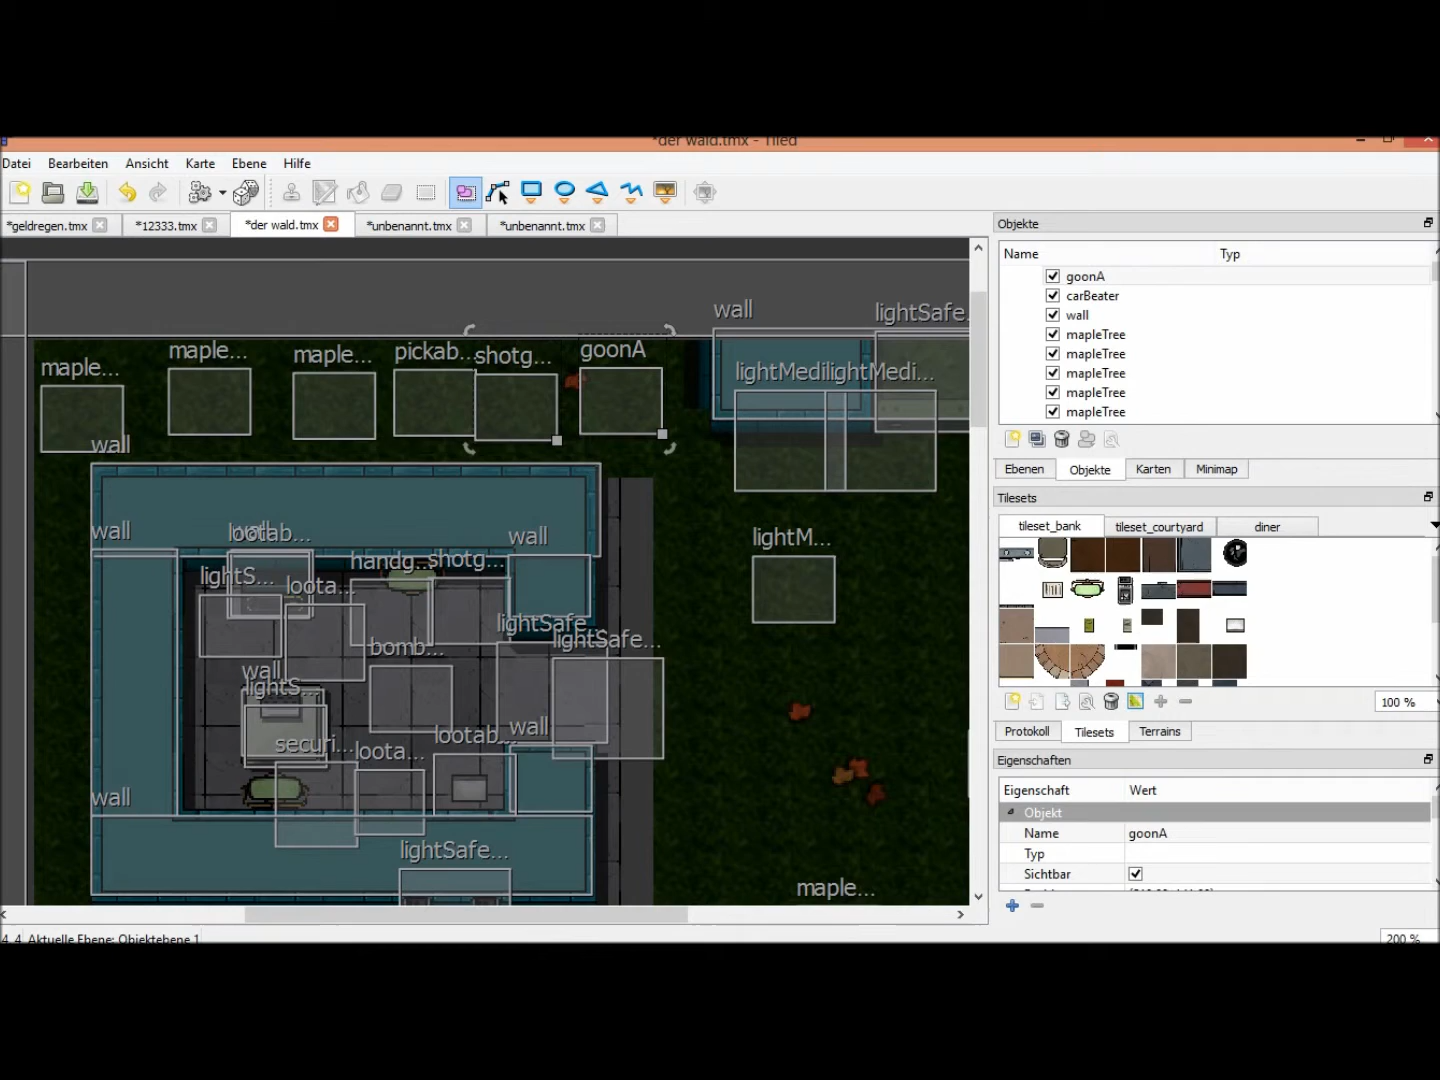 *der wald.tmx - Tiled
Datei Bearbeiten Ansicht Karte Ebene Hilfe
*geldregen.tmx *12333.tmx *der wald.tmx *unbenannt.tmx *unbenannt.tmx
Objekte
Name Typ
goonA
carBeater
wall
mapleTree
mapleTree
mapleTree
mapleTree
mapleTree
Ebenen Objekte Karten Minimap
Tilesets
tileset_bank tileset_courtyard diner
100 %
Protokoll Tilesets Terrains
Eigenschaften
Eigenschaft Wert
Objekt
Name goonA
Typ
Sichtbar
wall lightSafe...
maple... maple... maple... pickab... shotg... goonA
lightMedi lightMedi...
wall
wall lootab... wall
lightM...
lightS... loota... handg... shotg...
lightSafe
lightSafe...
bomb...
wall
lightS...
securi... loota... lootab... wall
wall
lightSafe...
maple...
4, 4 Aktuelle Ebene: Objektebene 1
200 %